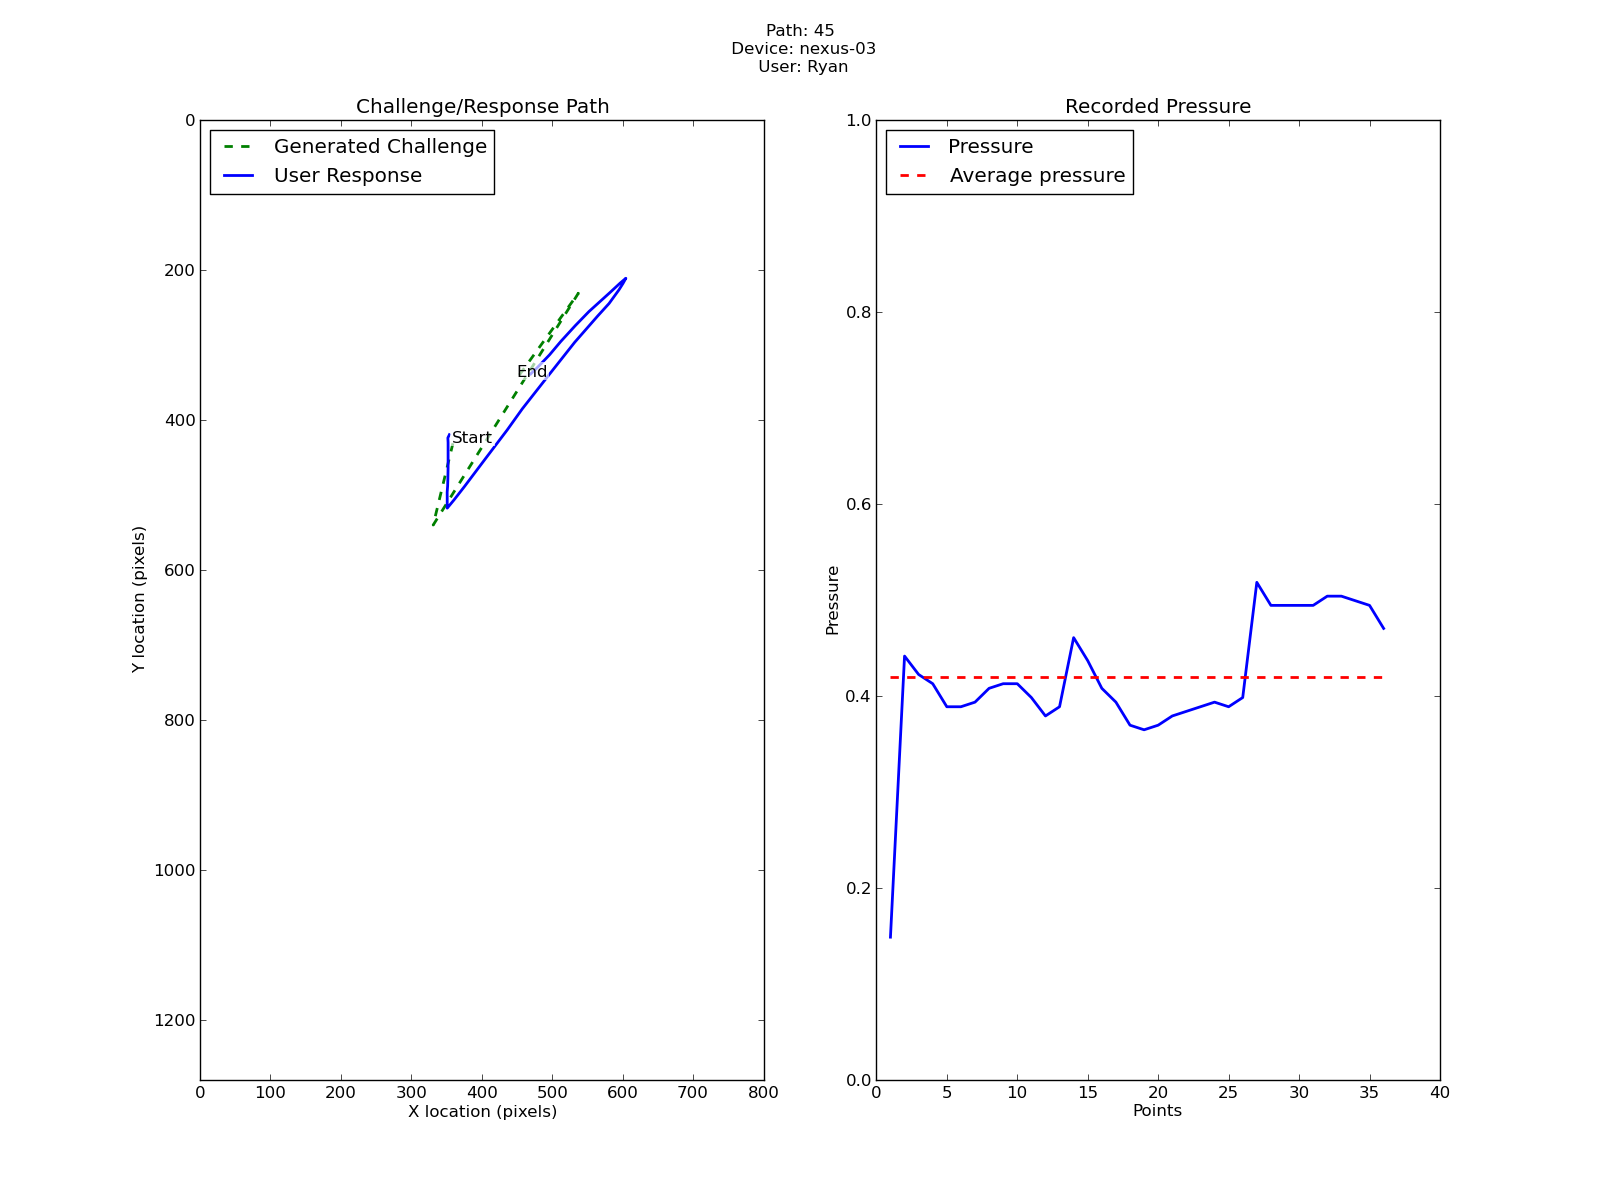 Path: 45
Device: nexus-03
User: Ryan
Challenge/Response Path
Generated Challenge
User Response
0
200
400
600
800
1000
1200
Y location (pixels)
End
Start
0 100 200 300 400 500 600 700 800
X location (pixels)
Recorded Pressure
Pressure
Average pressure
1.0
0.8
0.6
0.4
0.2
0.0
Pressure
0 5 10 15 20 25 30 35 40
Points